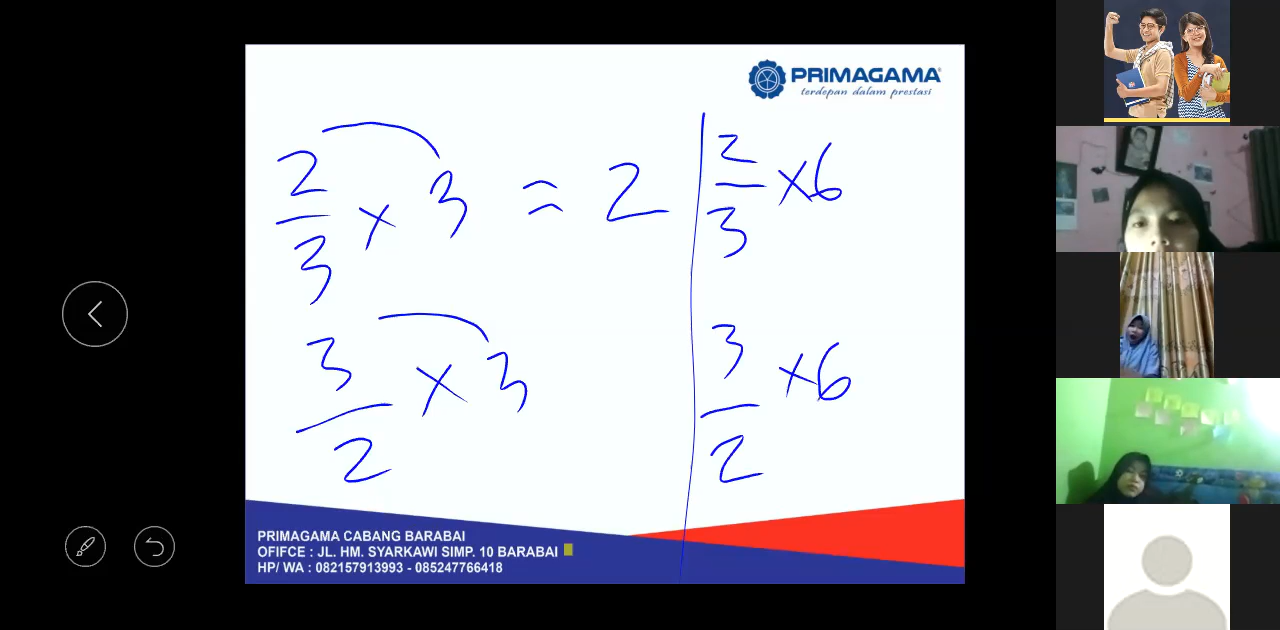 PRIMAGAMA
terdepan dalam prestasi
2/3 × 3 = 2
3/2 × 3
2/3 × 6
3/2 × 6
PRIMAGAMA CABANG BARABAI
OFIFCE : JL. HM. SYARKAWI SIMP. 10 BARABAI
HP/ WA : 082157913993 - 085247766418